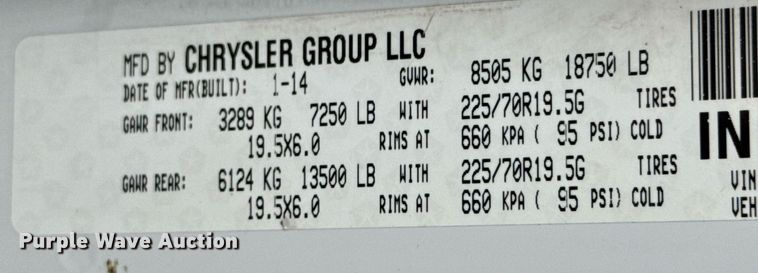 MFD BY CHRYSLER GROUP LLC
DATE OF MFR(BUILT): 1-14 GVWR: 8505 KG 18750 LB
GAWR FRONT: 3289 KG 7250 LB WITH 225/70R19.5G TIRES
19.5X6.0 RIMS AT 660 KPA ( 95 PSI) COLD
GAWR REAR: 6124 KG 13500 LB WITH 225/70R19.5G TIRES
19.5X6.0 RIMS AT 660 KPA ( 95 PSI) COLD
IN
VIN
VEH
Purple Wave Auction